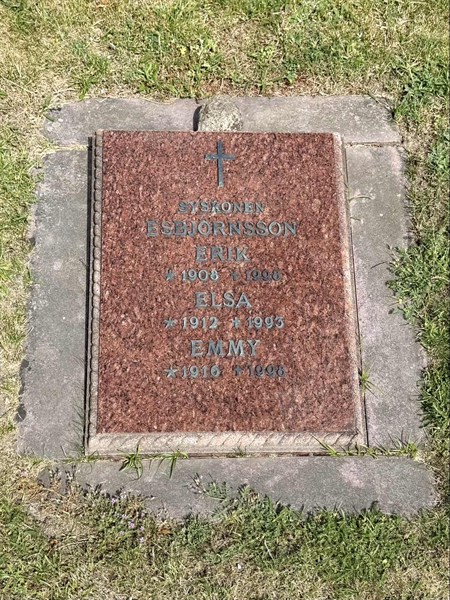 SYSKONEN
ESBJÖRNSSON
ERIK
* 1908 † 1996
ELSA
* 1912 † 1993
EMMY
* 1916 † 1998